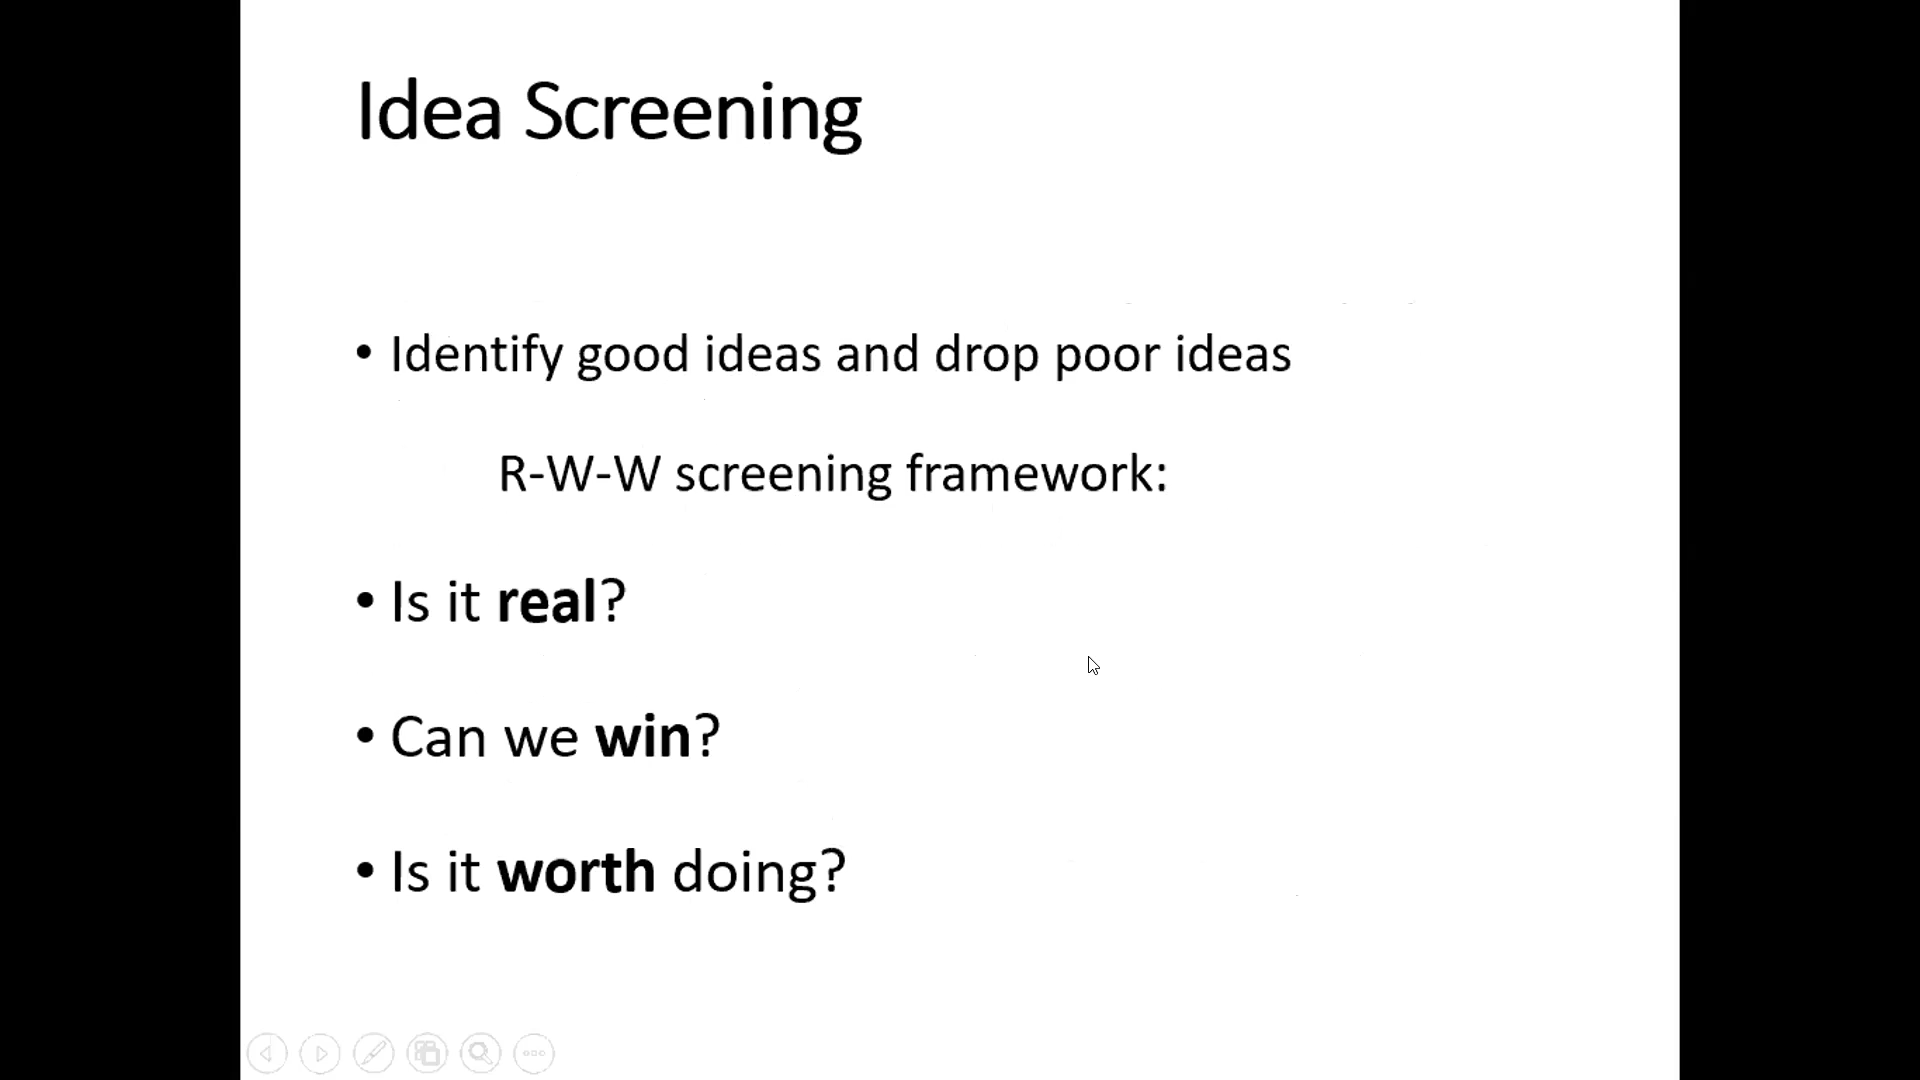 Idea Screening
• Identify good ideas and drop poor ideas
R-W-W screening framework:
• Is it real?
• Can we win?
• Is it worth doing?